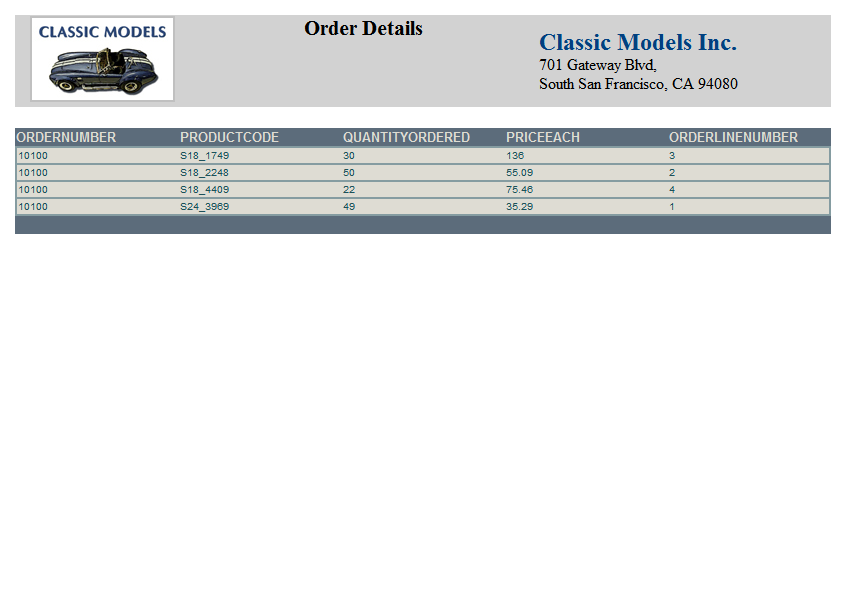 CLASSIC MODELS
Order Details
Classic Models Inc.
701 Gateway Blvd,
South San Francisco, CA 94080
ORDERNUMBER PRODUCTCODE QUANTITYORDERED PRICEEACH ORDERLINENUMBER
10100 S18_1749 30 136 3
10100 S18_2248 50 55.09 2
10100 S18_4409 22 75.46 4
10100 S24_3969 49 35.29 1